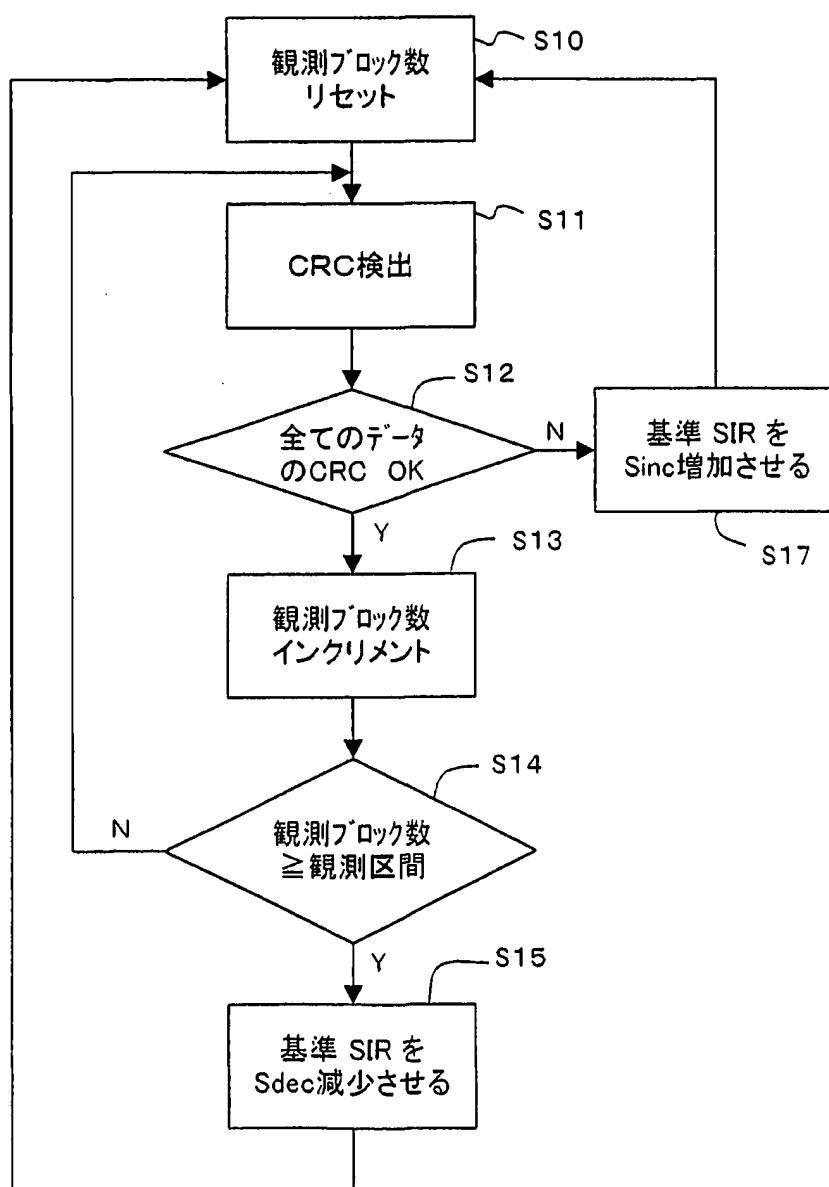 観測ブロック数
リセット
S10
CRC検出
S11
全てのデータ
のCRC OK
S12
N
Y
基準 SIR を
Sinc増加させる
S17
観測ブロック数
インクリメント
S13
観測ブロック数
≧観測区間
S14
N
Y
基準 SIR を
Sdec減少させる
S15